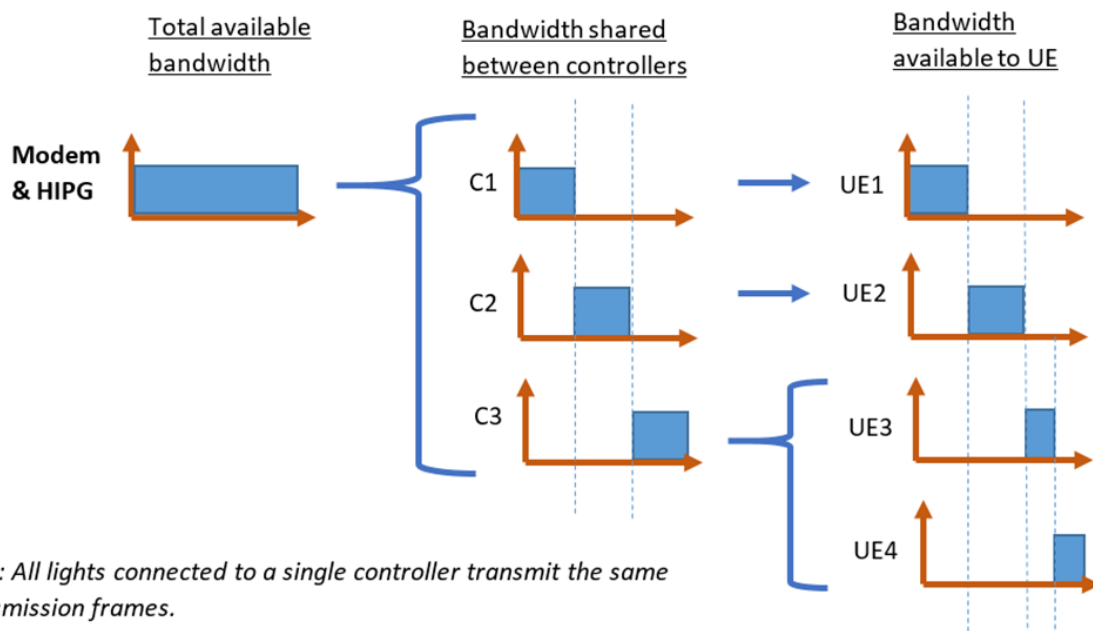 Total available
bandwidth
Bandwidth shared
between controllers
Bandwidth
available to UE
Modem
& HIPG
C1
UE1
C2
UE2
C3
UE3
UE4
: All lights connected to a single controller transmit the same
mission frames.